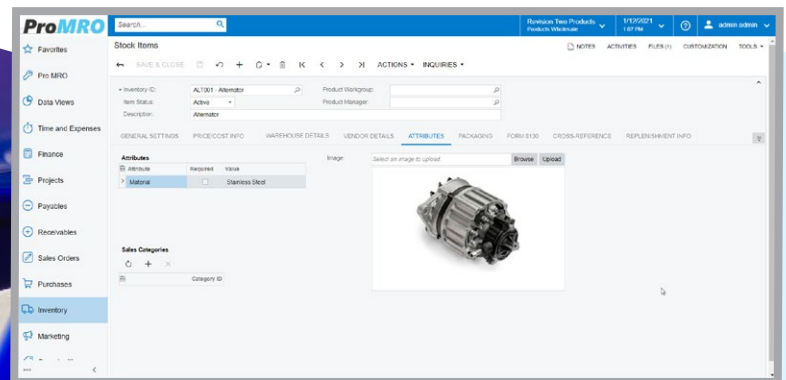 ProMRO
Search...
Revision Two Products
Products Wholesale
1/12/2021
1:07 PM
admin admin
Favorites
Pro MRO
Data Views
Time and Expenses
Finance
Projects
Payables
Receivables
Sales Orders
Purchases
Inventory
Marketing
Stock Items
NOTES ACTIVITIES FILES (1) CUSTOMIZATION TOOLS
SAVE & CLOSE ACTIONS INQUIRIES
Inventory ID: ALT001 - Alternator Product Workgroup:
Item Status: Active Product Manager:
Description: Alternator
GENERAL SETTINGS PRICE/COST INFO WAREHOUSE DETAILS VENDOR DETAILS ATTRIBUTES PACKAGING FORM 8130 CROSS-REFERENCE REPLENISHMENT INFO
Attributes Image: Select an image to upload. Browse Upload
Attribute Required Value
Material Stainless Steel
Sales Categories
Category ID